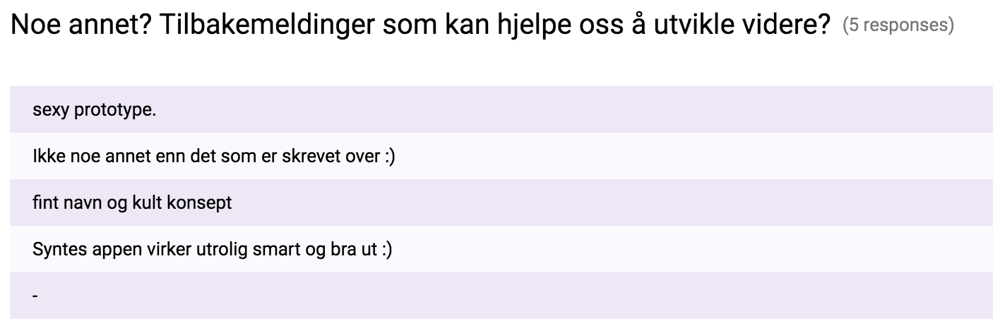 Noe annet? Tilbakemeldinger som kan hjelpe oss å utvikle videre? (5 responses)
sexy prototype.
Ikke noe annet enn det som er skrevet over :)
fint navn og kult konsept
Syntes appen virker utrolig smart og bra ut :)
-